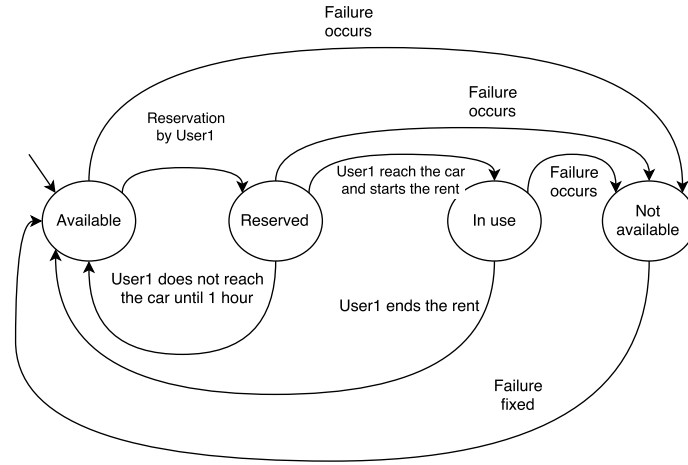 Failure
occurs
Failure
occurs
Reservation
by User1
User1 reach the car
and starts the rent
Failure
occurs
Available
Reserved
In use
Not
available
User1 does not reach
the car until 1 hour
User1 ends the rent
Failure
fixed